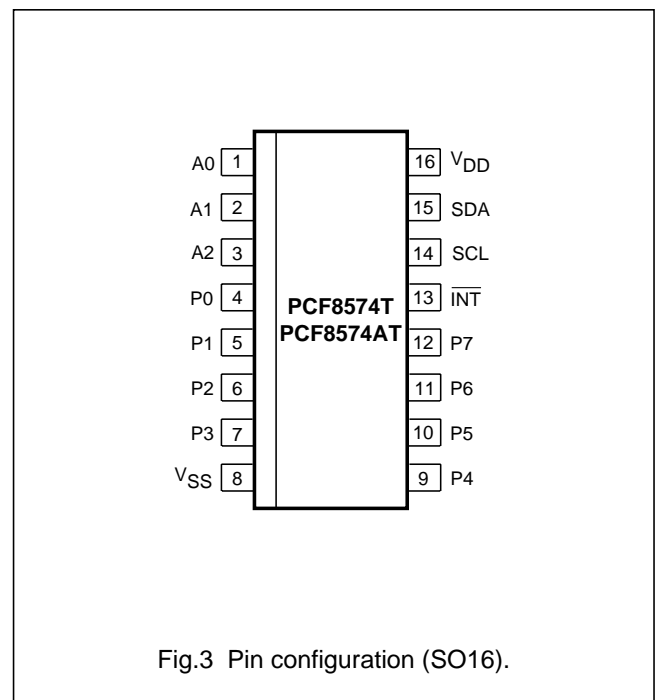 A0 1 16 VDD
A1 2 15 SDA
A2 3 14 SCL
P0 4 13 INT
PCF8574T
PCF8574AT
P1 5 12 P7
P2 6 11 P6
P3 7 10 P5
VSS 8 9 P4
Fig.3 Pin configuration (SO16).